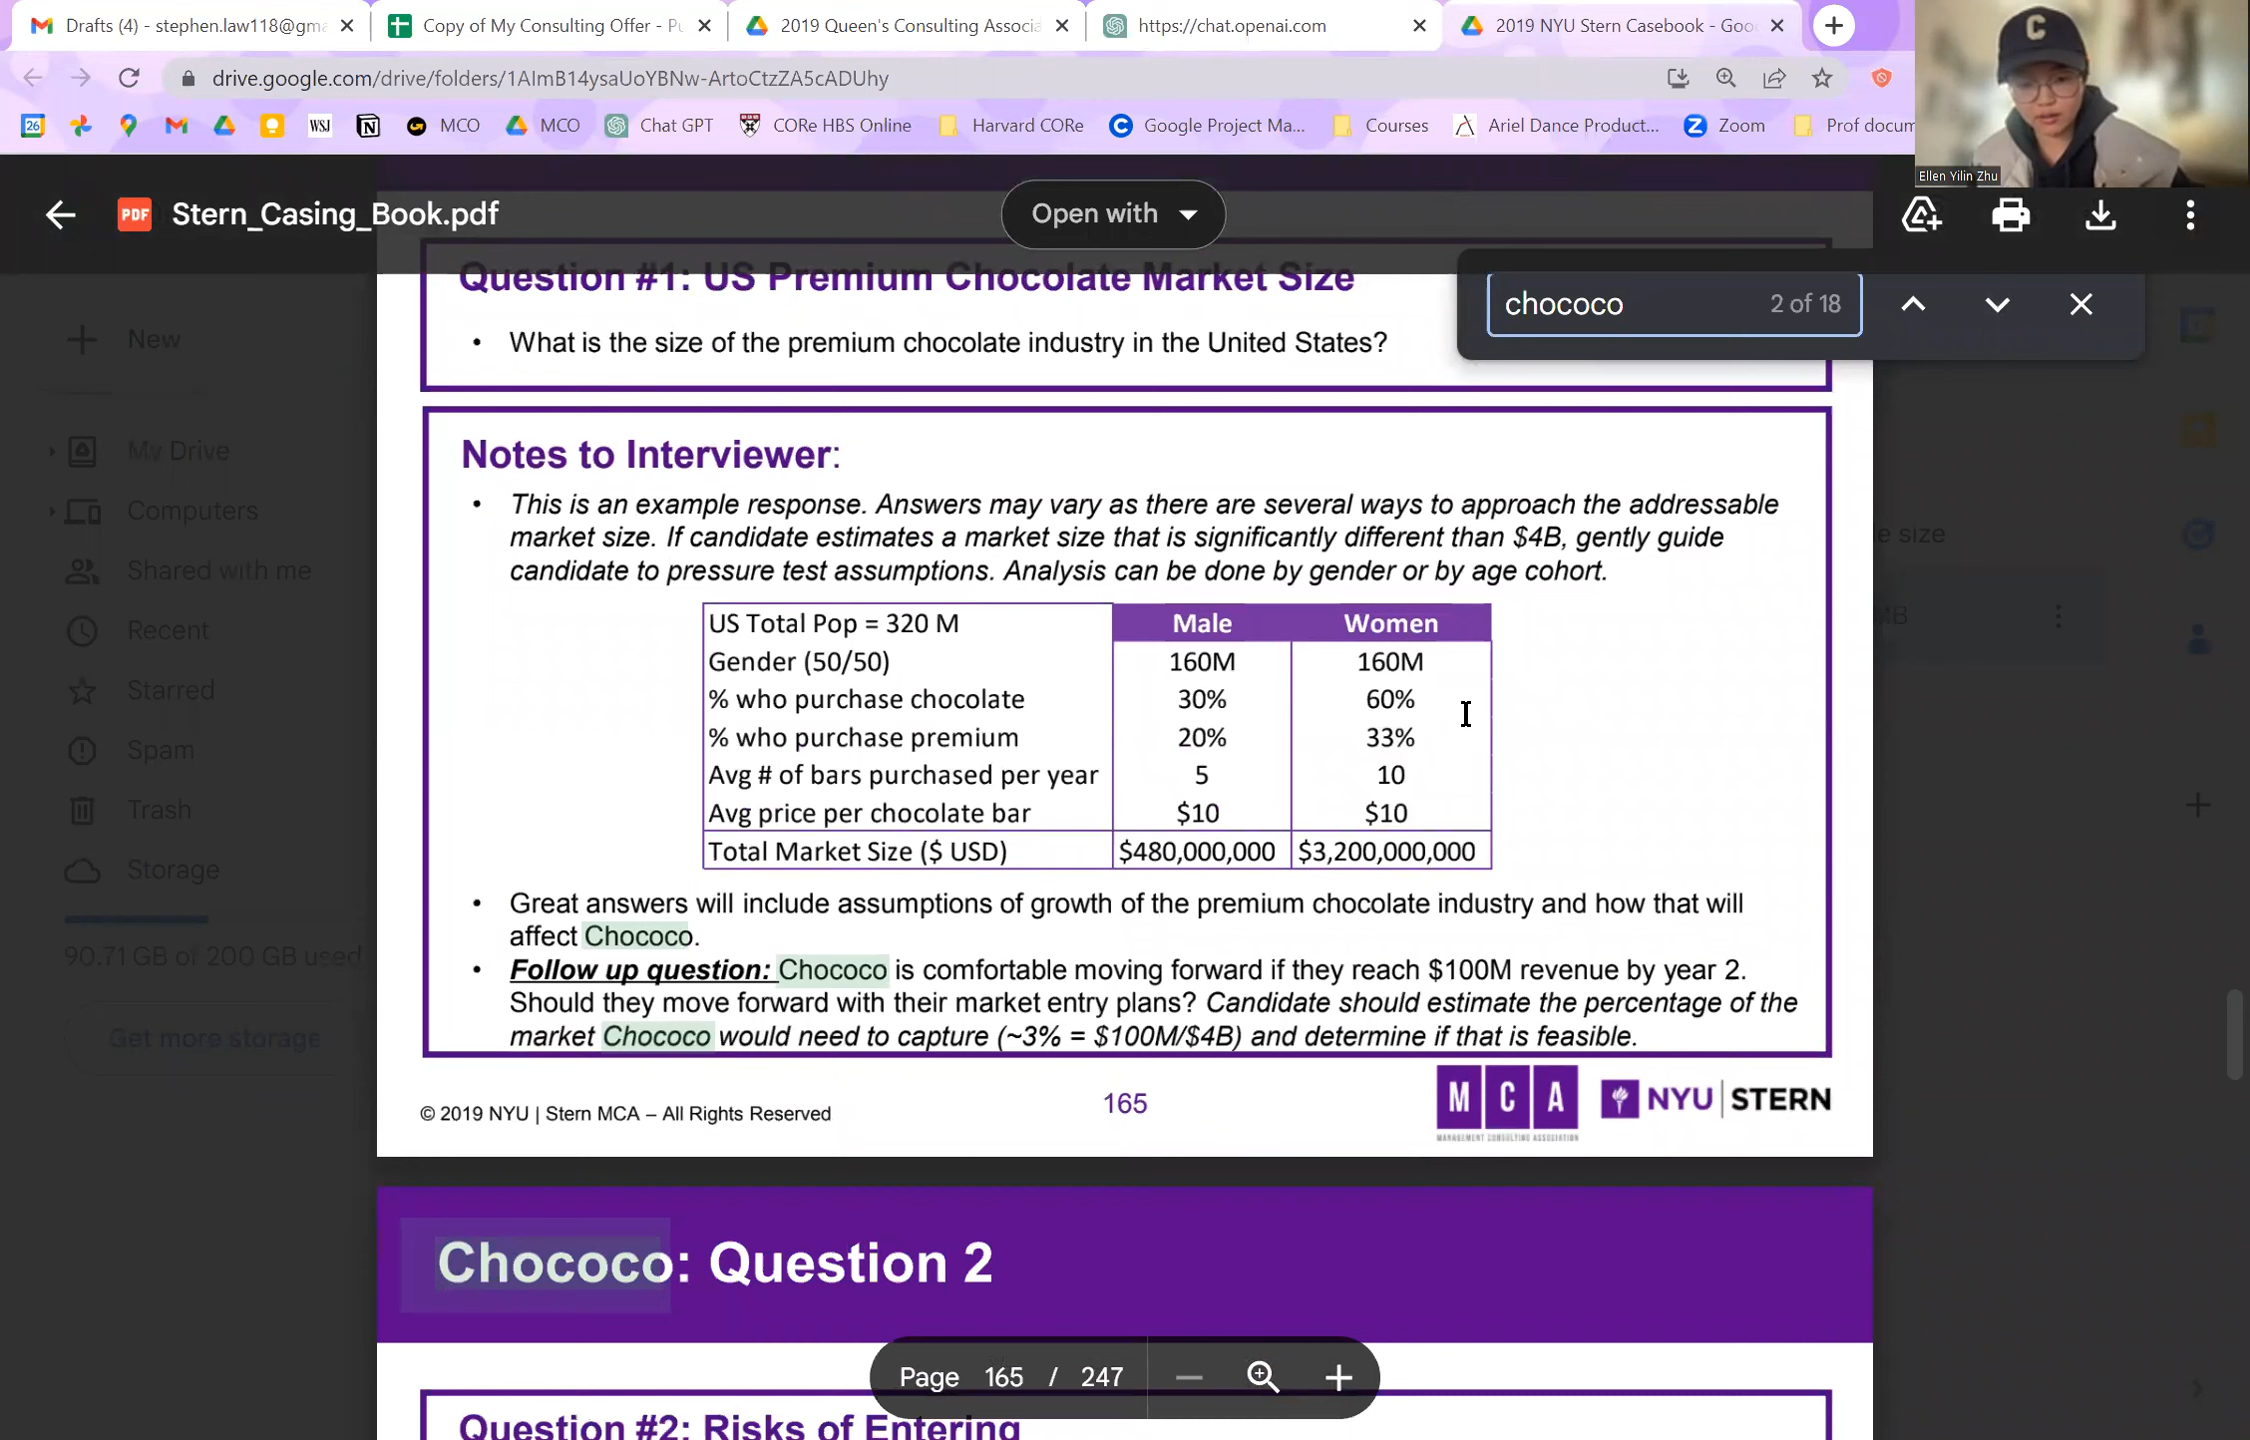 Drafts (4) - stephen.law118@gma
Copy of My Consulting Offer - Pu
2019 Queen's Consulting Associa
https://chat.openai.com
2019 NYU Stern Casebook - Goo
drive.google.com/drive/folders/1AImB14ysaUoYBNw-ArtoCtzZA5cADUhy
26
WSJ
MCO
MCO
Chat GPT
CORe HBS Online
Harvard CORe
Google Project Ma...
Courses
Ariel Dance Product...
Zoom
Prof docum
C
Ellen Yilin Zhu
PDF
Stern_Casing_Book.pdf
Open with
chococo
2 of 18
New
My Drive
Computers
Shared with me
Recent
Starred
Spam
Trash
Storage
90.71 GB of 200 GB used
Get more storage
e size
MB
Question #1: US Premium Chocolate Market Size
• What is the size of the premium chocolate industry in the United States?
Notes to Interviewer:
• This is an example response. Answers may vary as there are several ways to approach the addressable
market size. If candidate estimates a market size that is significantly different than $4B, gently guide
candidate to pressure test assumptions. Analysis can be done by gender or by age cohort.
US Total Pop = 320 M Male Women
Gender (50/50) 160M 160M
% who purchase chocolate 30% 60%
% who purchase premium 20% 33%
Avg # of bars purchased per year 5 10
Avg price per chocolate bar $10 $10
Total Market Size ($ USD) $480,000,000 $3,200,000,000
• Great answers will include assumptions of growth of the premium chocolate industry and how that will
affect Chococo.
• Follow up question: Chococo is comfortable moving forward if they reach $100M revenue by year 2.
Should they move forward with their market entry plans? Candidate should estimate the percentage of the
market Chococo would need to capture (~3% = $100M/$4B) and determine if that is feasible.
© 2019 NYU | Stern MCA – All Rights Reserved
165
M C A
MANAGEMENT CONSULTING ASSOCIATION
NYU STERN
Chococo: Question 2
Page 165 / 247
Question #2: Risks of Entering